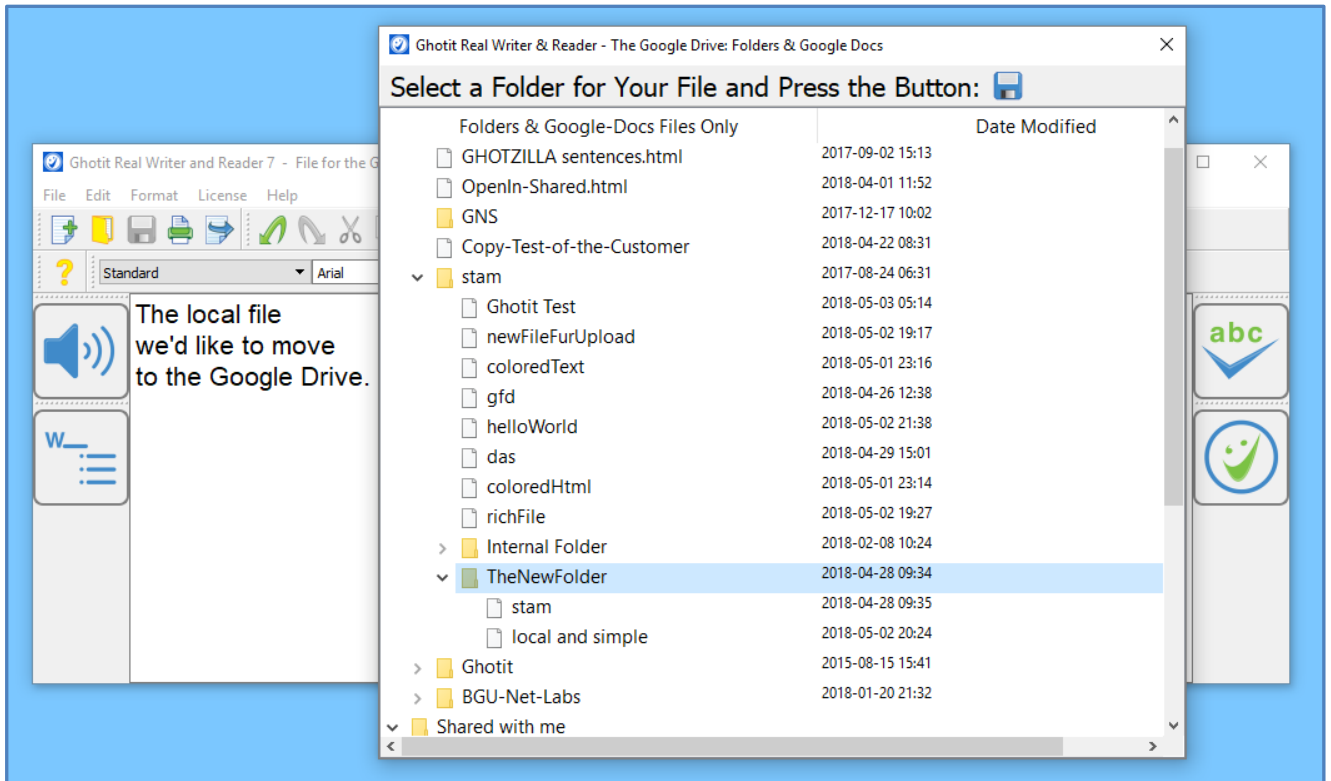 Ghotit Real Writer & Reader - The Google Drive: Folders & Google Docs
Select a Folder for Your File and Press the Button:
Folders & Google-Docs Files Only Date Modified
GHOTZILLA sentences.html 2017-09-02 15:13
OpenIn-Shared.html 2018-04-01 11:52
GNS 2017-12-17 10:02
Copy-Test-of-the-Customer 2018-04-22 08:31
stam 2017-08-24 06:31
Ghotit Test 2018-05-03 05:14
newFileFurUpload 2018-05-02 19:17
coloredText 2018-05-01 23:16
gfd 2018-04-26 12:38
helloWorld 2018-05-02 21:38
das 2018-04-29 15:01
coloredHtml 2018-05-01 23:14
richFile 2018-05-02 19:27
Internal Folder 2018-02-08 10:24
TheNewFolder 2018-04-28 09:34
stam 2018-04-28 09:35
local and simple 2018-05-02 20:24
Ghotit 2015-08-15 15:41
BGU-Net-Labs 2018-01-20 21:32
Shared with me
Ghotit Real Writer and Reader 7 - File for the G
File Edit Format License Help
?
Standard Arial
The local file
we'd like to move
to the Google Drive.
W
abc